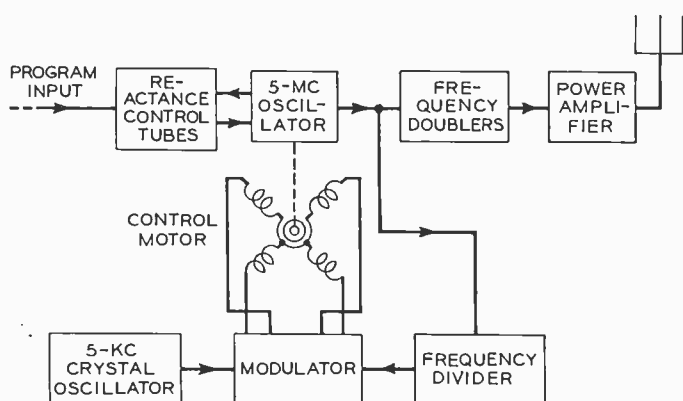 PROGRAM
INPUT
RE-
ACTANCE
CONTROL
TUBES
5-MC
OSCIL-
LATOR
FRE-
QUENCY
DOUBLERS
POWER
AMPLI-
FIER
CONTROL
MOTOR
5-KC
CRYSTAL
OSCILLATOR
MODULATOR
FREQUENCY
DIVIDER